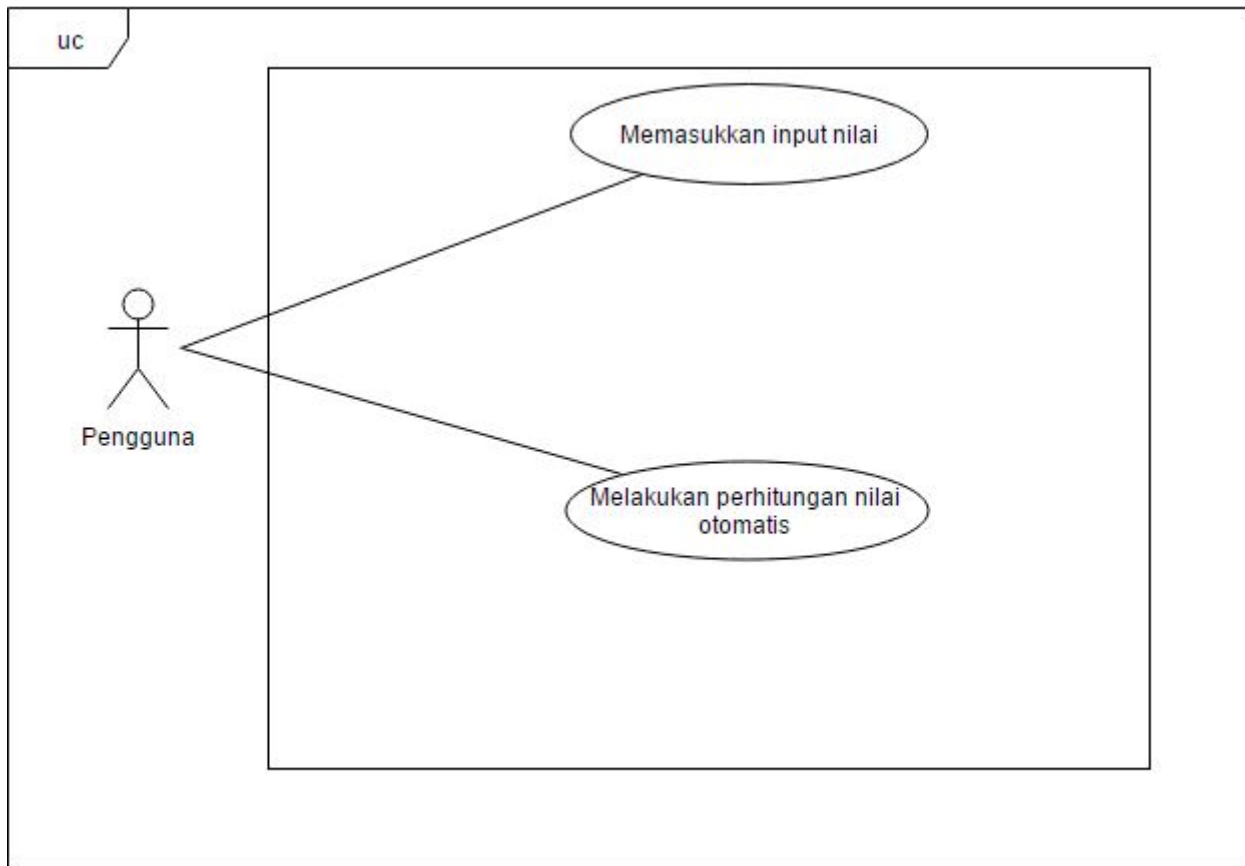 uc
Memasukkan input nilai
Pengguna
Melakukan perhitungan nilai
otomatis